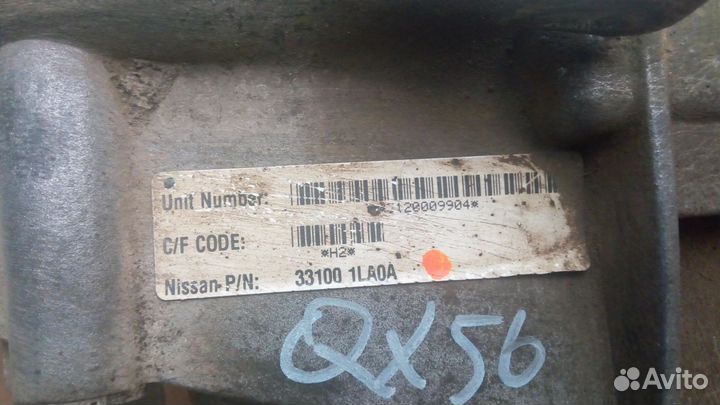 Unit Number:
120009904*
C/F CODE:
*H2*
Nissan P/N: 33100 1LA0A
QX56
Avito